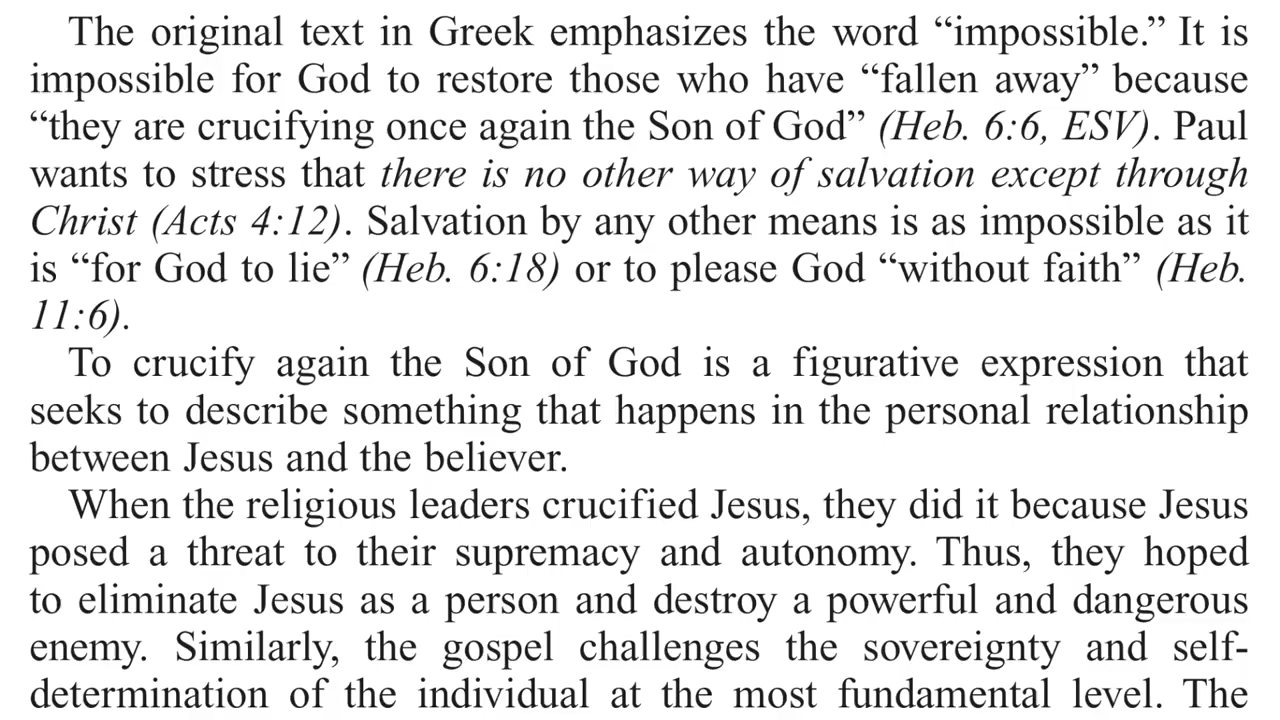 The original text in Greek emphasizes the word “impossible.” It is
impossible for God to restore those who have “fallen away” because
“they are crucifying once again the Son of God” (Heb. 6:6, ESV). Paul
wants to stress that there is no other way of salvation except through
Christ (Acts 4:12). Salvation by any other means is as impossible as it
is “for God to lie” (Heb. 6:18) or to please God “without faith” (Heb.
11:6).
To crucify again the Son of God is a figurative expression that
seeks to describe something that happens in the personal relationship
between Jesus and the believer.
When the religious leaders crucified Jesus, they did it because Jesus
posed a threat to their supremacy and autonomy. Thus, they hoped
to eliminate Jesus as a person and destroy a powerful and dangerous
enemy. Similarly, the gospel challenges the sovereignty and self-
determination of the individual at the most fundamental level. The